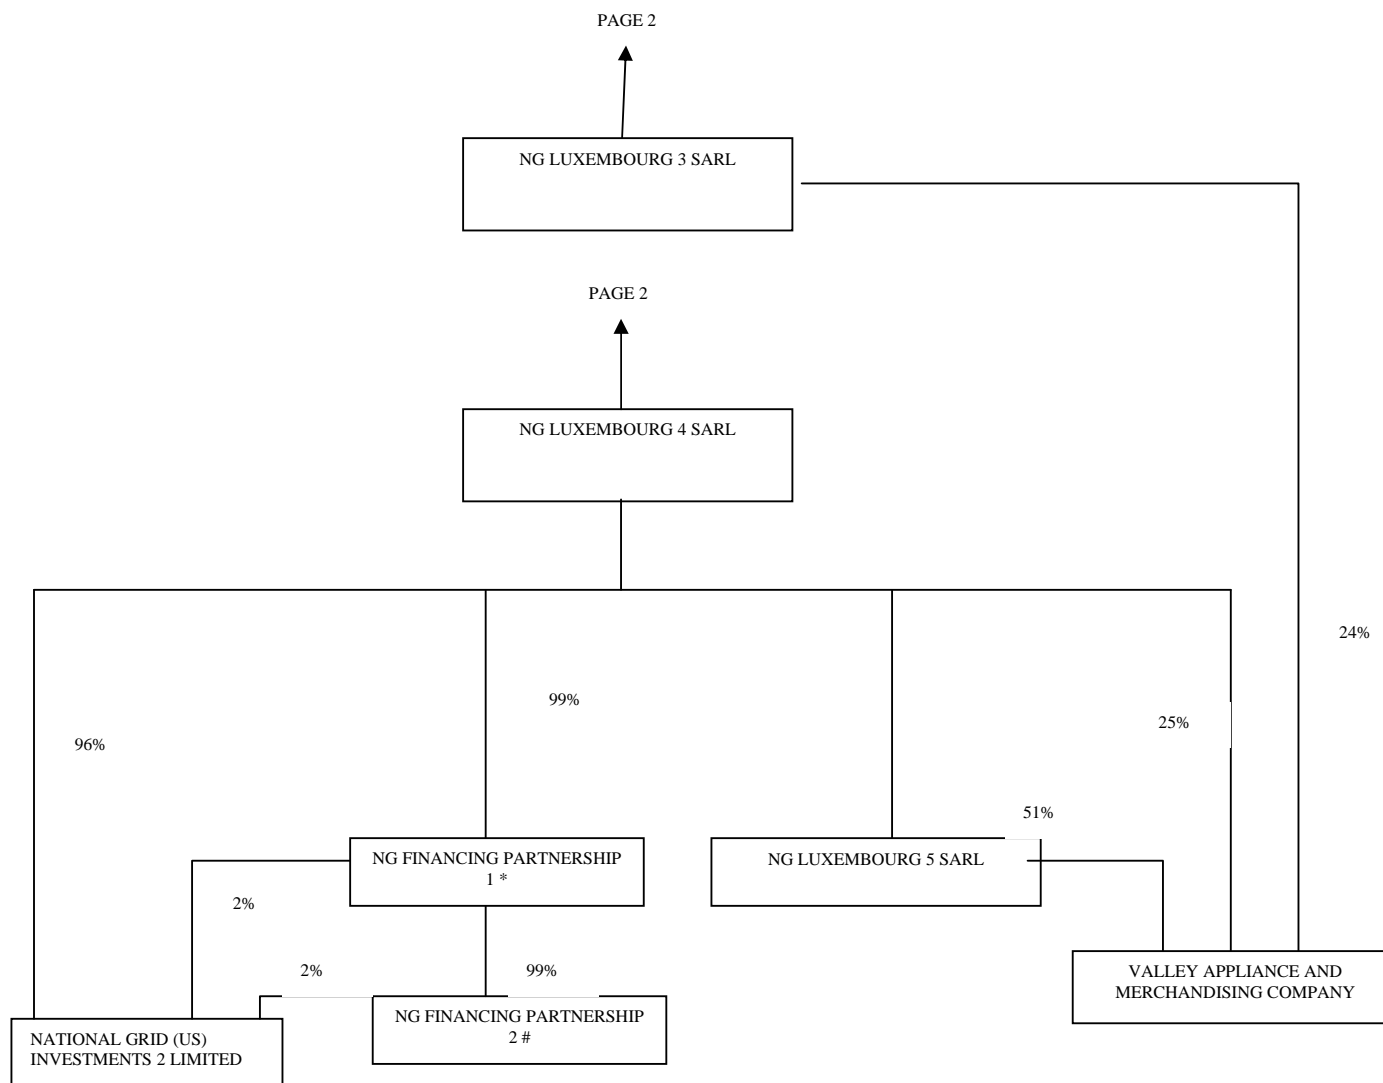 PAGE 2
NG LUXEMBOURG 3 SARL
PAGE 2
NG LUXEMBOURG 4 SARL
24%
99%
25%
96%
51%
NG FINANCING PARTNERSHIP
1 *
NG LUXEMBOURG 5 SARL
2%
2%
99%
VALLEY APPLIANCE AND
MERCHANDISING COMPANY
NG FINANCING PARTNERSHIP
2 #
NATIONAL GRID (US)
INVESTMENTS 2 LIMITED